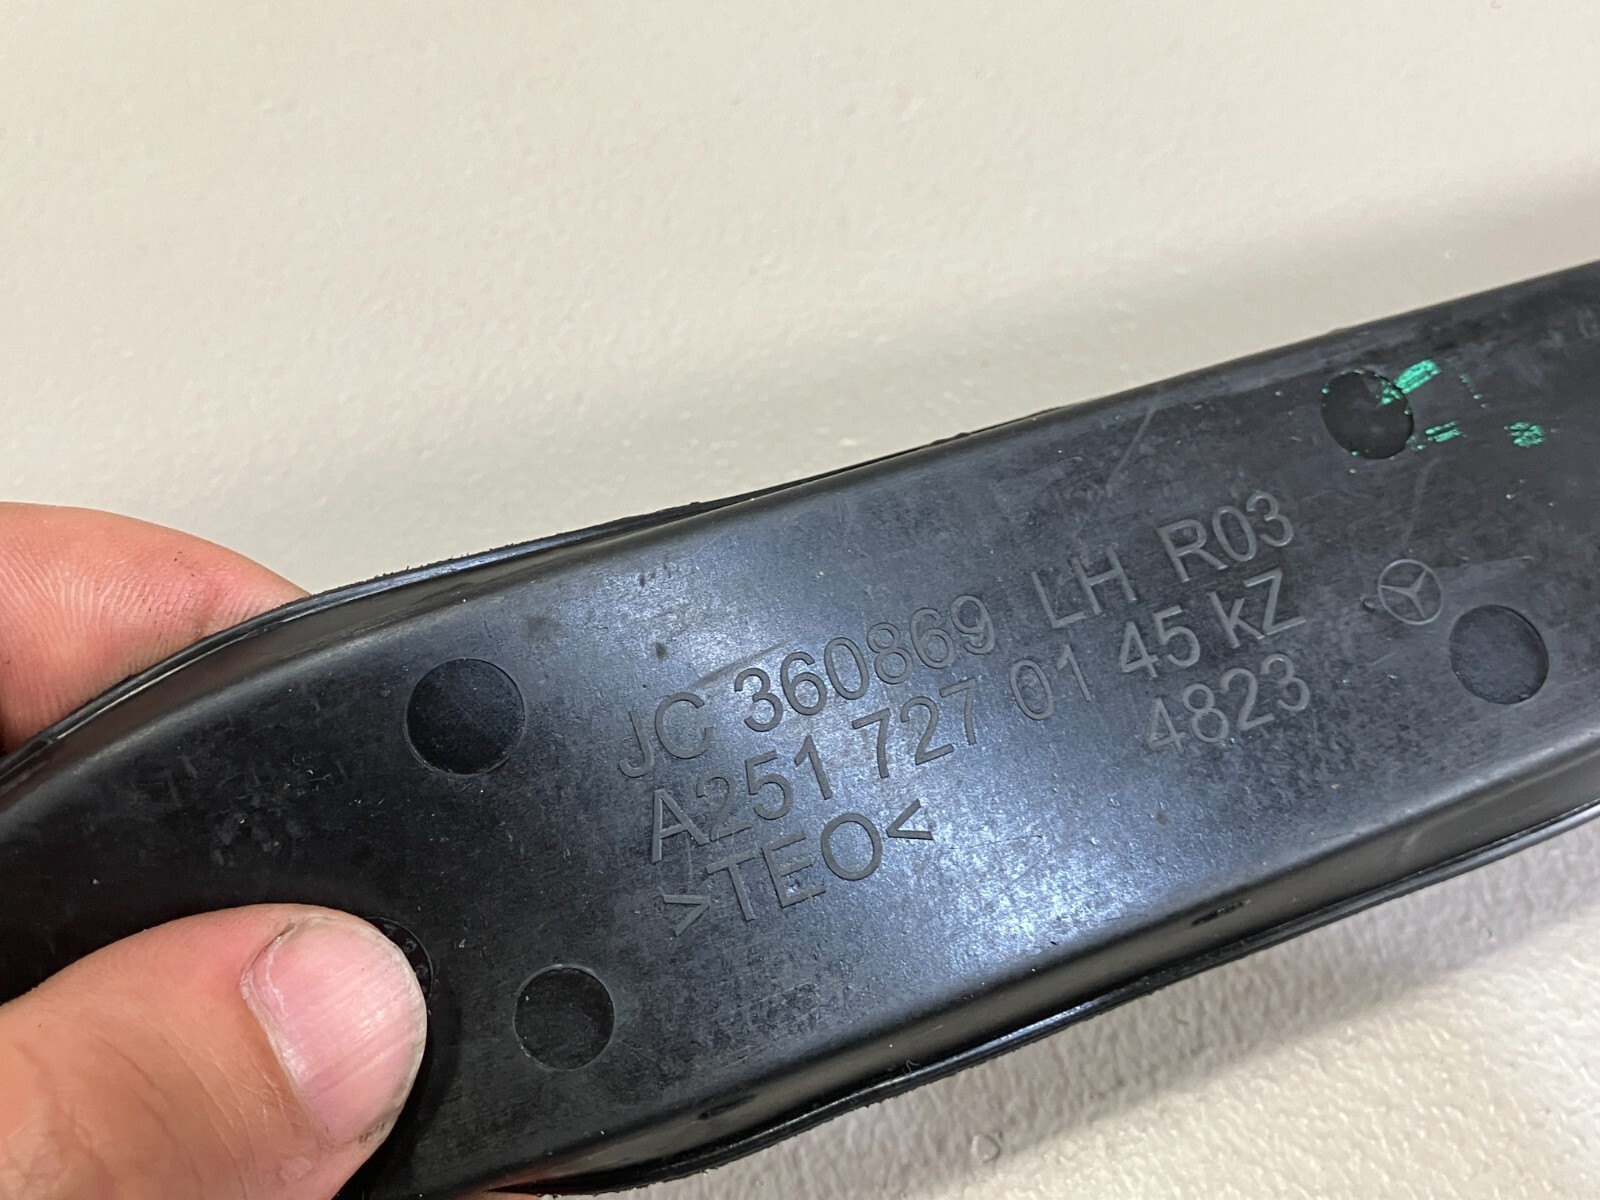 JC 360869 LH R03
A251 727 01 45 kZ
>TEO< 4823